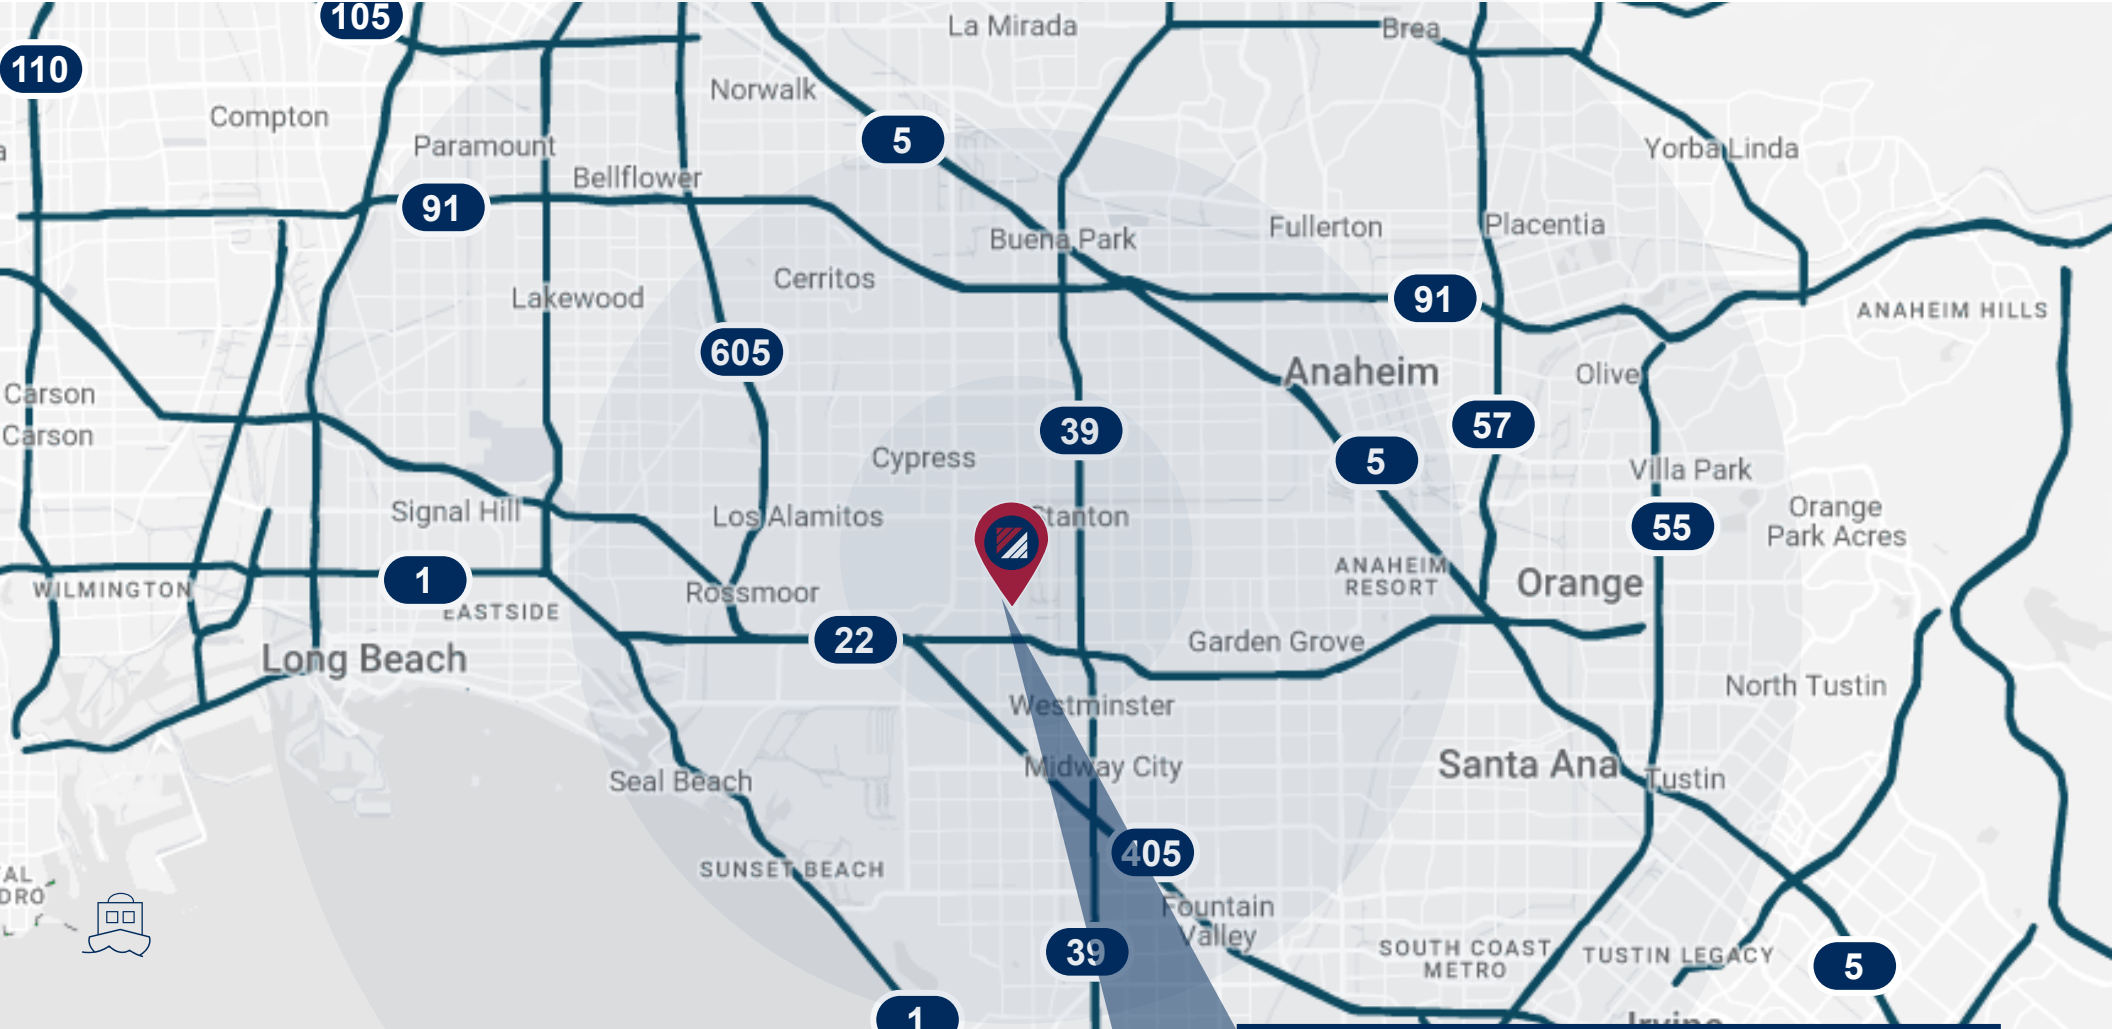 105
La Mirada
Brea
110
Norwalk
Compton
5
Paramount
Yorba Linda
Bellflower
91
Buena Park
Fullerton
Placentia
Cerritos
Lakewood
91
ANAHEIM HILLS
605
Anaheim
Olive
Carson
39
57
Carson
Cypress
5
Villa Park
Signal Hill
Los Alamitos
Stanton
55
Orange
Park Acres
1
WILMINGTON
EASTSIDE
Rossmoor
ANAHEIM
RESORT
Orange
Long Beach
22
Garden Grove
North Tustin
Westminster
Seal Beach
Midway City
Santa Ana
Tustin
405
SUNSET BEACH
Fountain
Valley
39
SOUTH COAST
METRO
TUSTIN LEGACY
5
1
Irvine